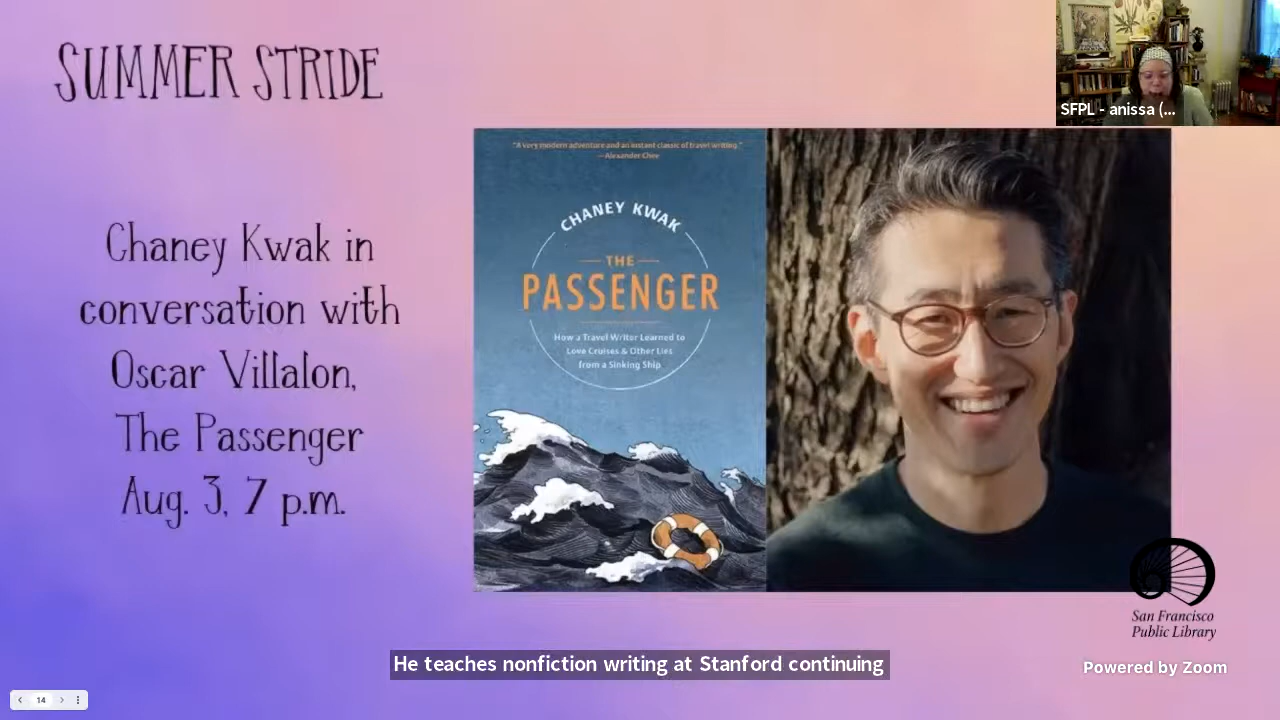 SUMMER STRIDE
SFPL - anissa (...
"A very modern adventure and an instant classic of travel writing."
—Alexander Chee
CHANEY KWAK
THE
PASSENGER
How a Travel Writer Learned to
Love Cruises & Other Lies
from a Sinking Ship
Chaney Kwak in
conversation with
Oscar Villalon,
The Passenger
Aug. 3, 7 p.m.
San Francisco
Public Library
He teaches nonfiction writing at Stanford continuing
Powered by Zoom
14